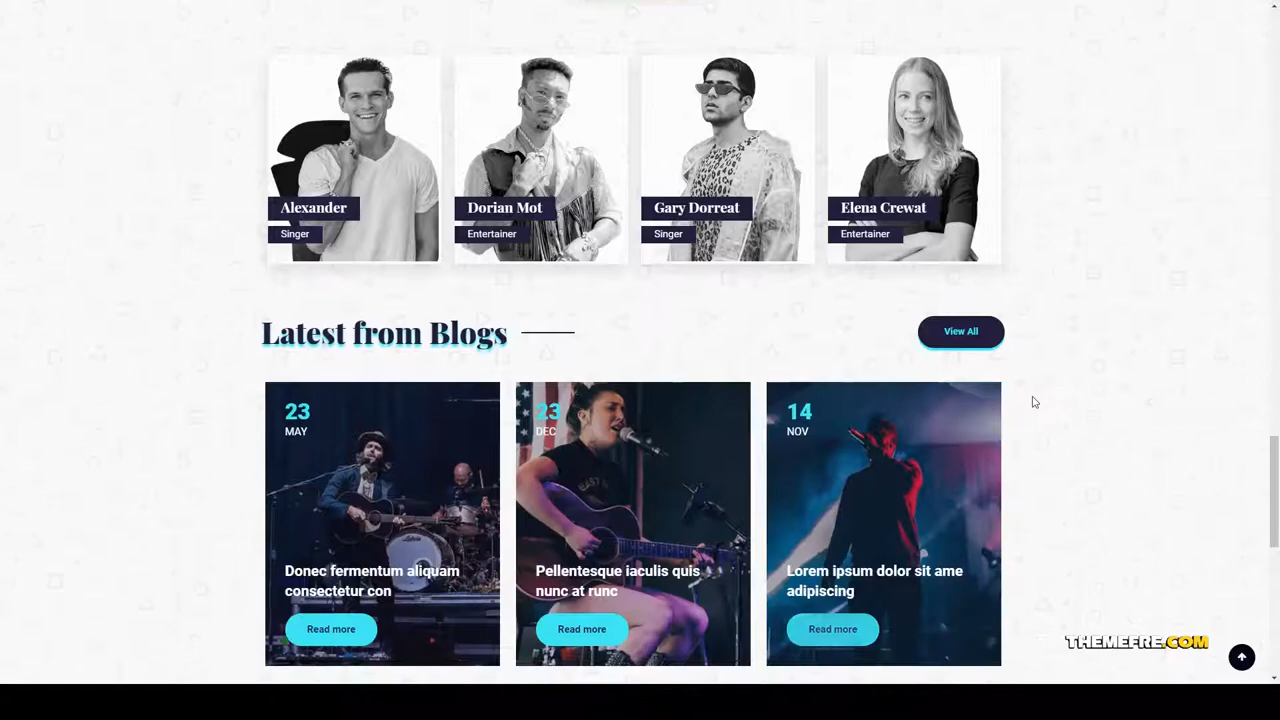 Alexander
Singer
Dorian Mot
Entertainer
Gary Dorreat
Singer
Elena Crewat
Entertainer
Latest from Blogs
View All
23
MAY
Donec fermentum aliquam
consectetur con
Read more
23
DEC
Pellentesque iaculis quis
nunc at runc
Read more
14
NOV
Lorem ipsum dolor sit ame
adipiscing
Read more
THEMEFRE.COM